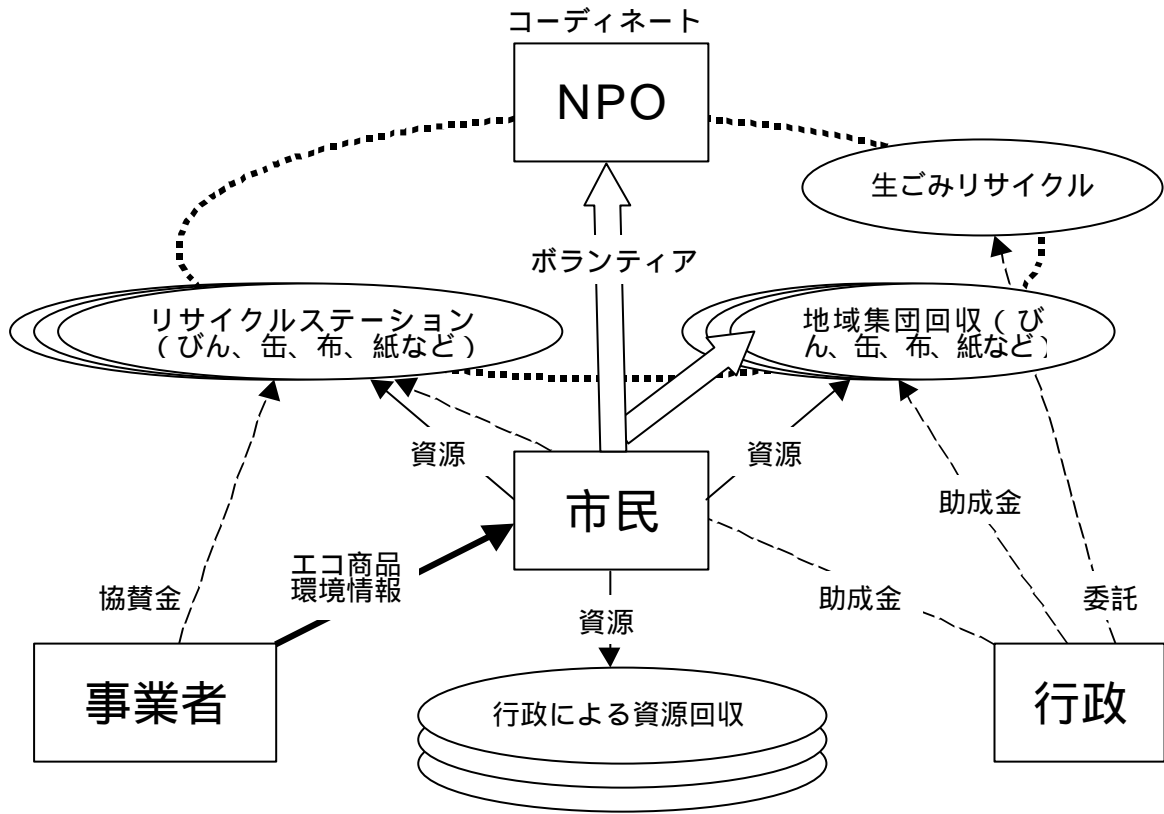 コーディネート
NPO
生ごみリサイクル
ボランティア
リサイクルステーション
(びん、缶、布、紙など)
地域集団回収(び
ん、缶、布、紙など)
資源
資源
市民
助成金
エコ商品
環境情報
協賛金
助成金
委託
資源
事業者
行政による資源回収
行政